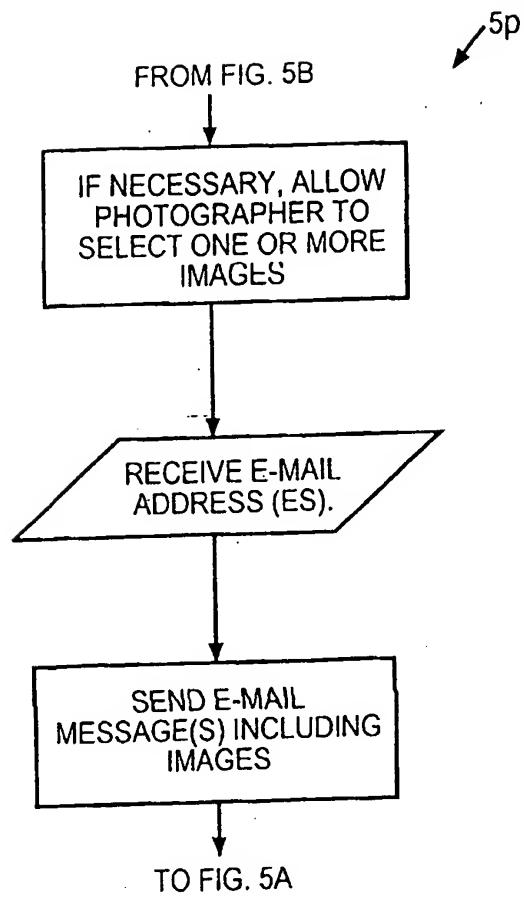 5p
FROM FIG. 5B
IF NECESSARY, ALLOW
PHOTOGRAPHER TO
SELECT ONE OR MORE
IMAGES
RECEIVE E-MAIL
ADDRESS (ES).
SEND E-MAIL
MESSAGE(S) INCLUDING
IMAGES
TO FIG. 5A